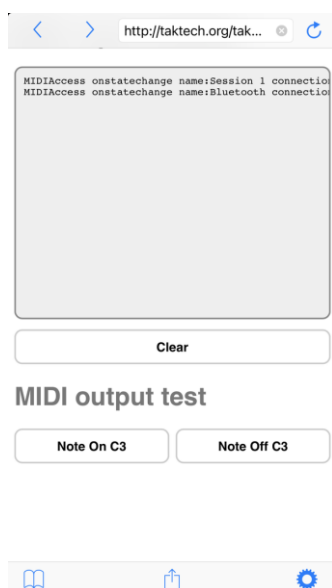 http://taktech.org/tak...
MIDIAccess onstatechange name:Session 1 connection
MIDIAccess onstatechange name:Bluetooth connection
Clear
MIDI output test
Note On C3 Note Off C3